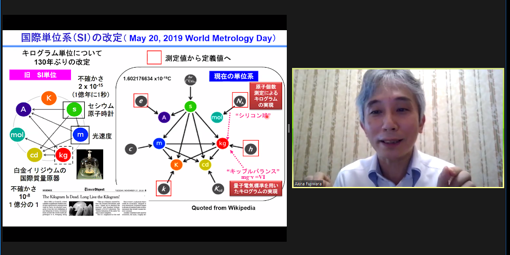 国際単位系(SI)の改定( May 20, 2019 World Metrology Day)
キログラム単位について
130年ぶりの改定
測定値から定義値へ
旧 SI単位
不確かさ
2 x 10⁻¹⁵
(1億年に1秒)
1.602176634 x10⁻¹⁹C
現在の単位系
原子個数
測定による
キログラム
の実現
K
A
s
セシウム
原子時計
mol
m
光速度
cd
kg
白金イリジウムの
国際質量原器
不確かさ
10⁻⁸
1 億分の 1
e
s
A
mol
"シリコン球"
c
m
kg
h
K
cd
k
"キッブルバランス"
量子電気標準を用い
たキログラムの実現
The Kilogram Is Dead; Long Live the Kilogram!
Quoted from Wikipedia